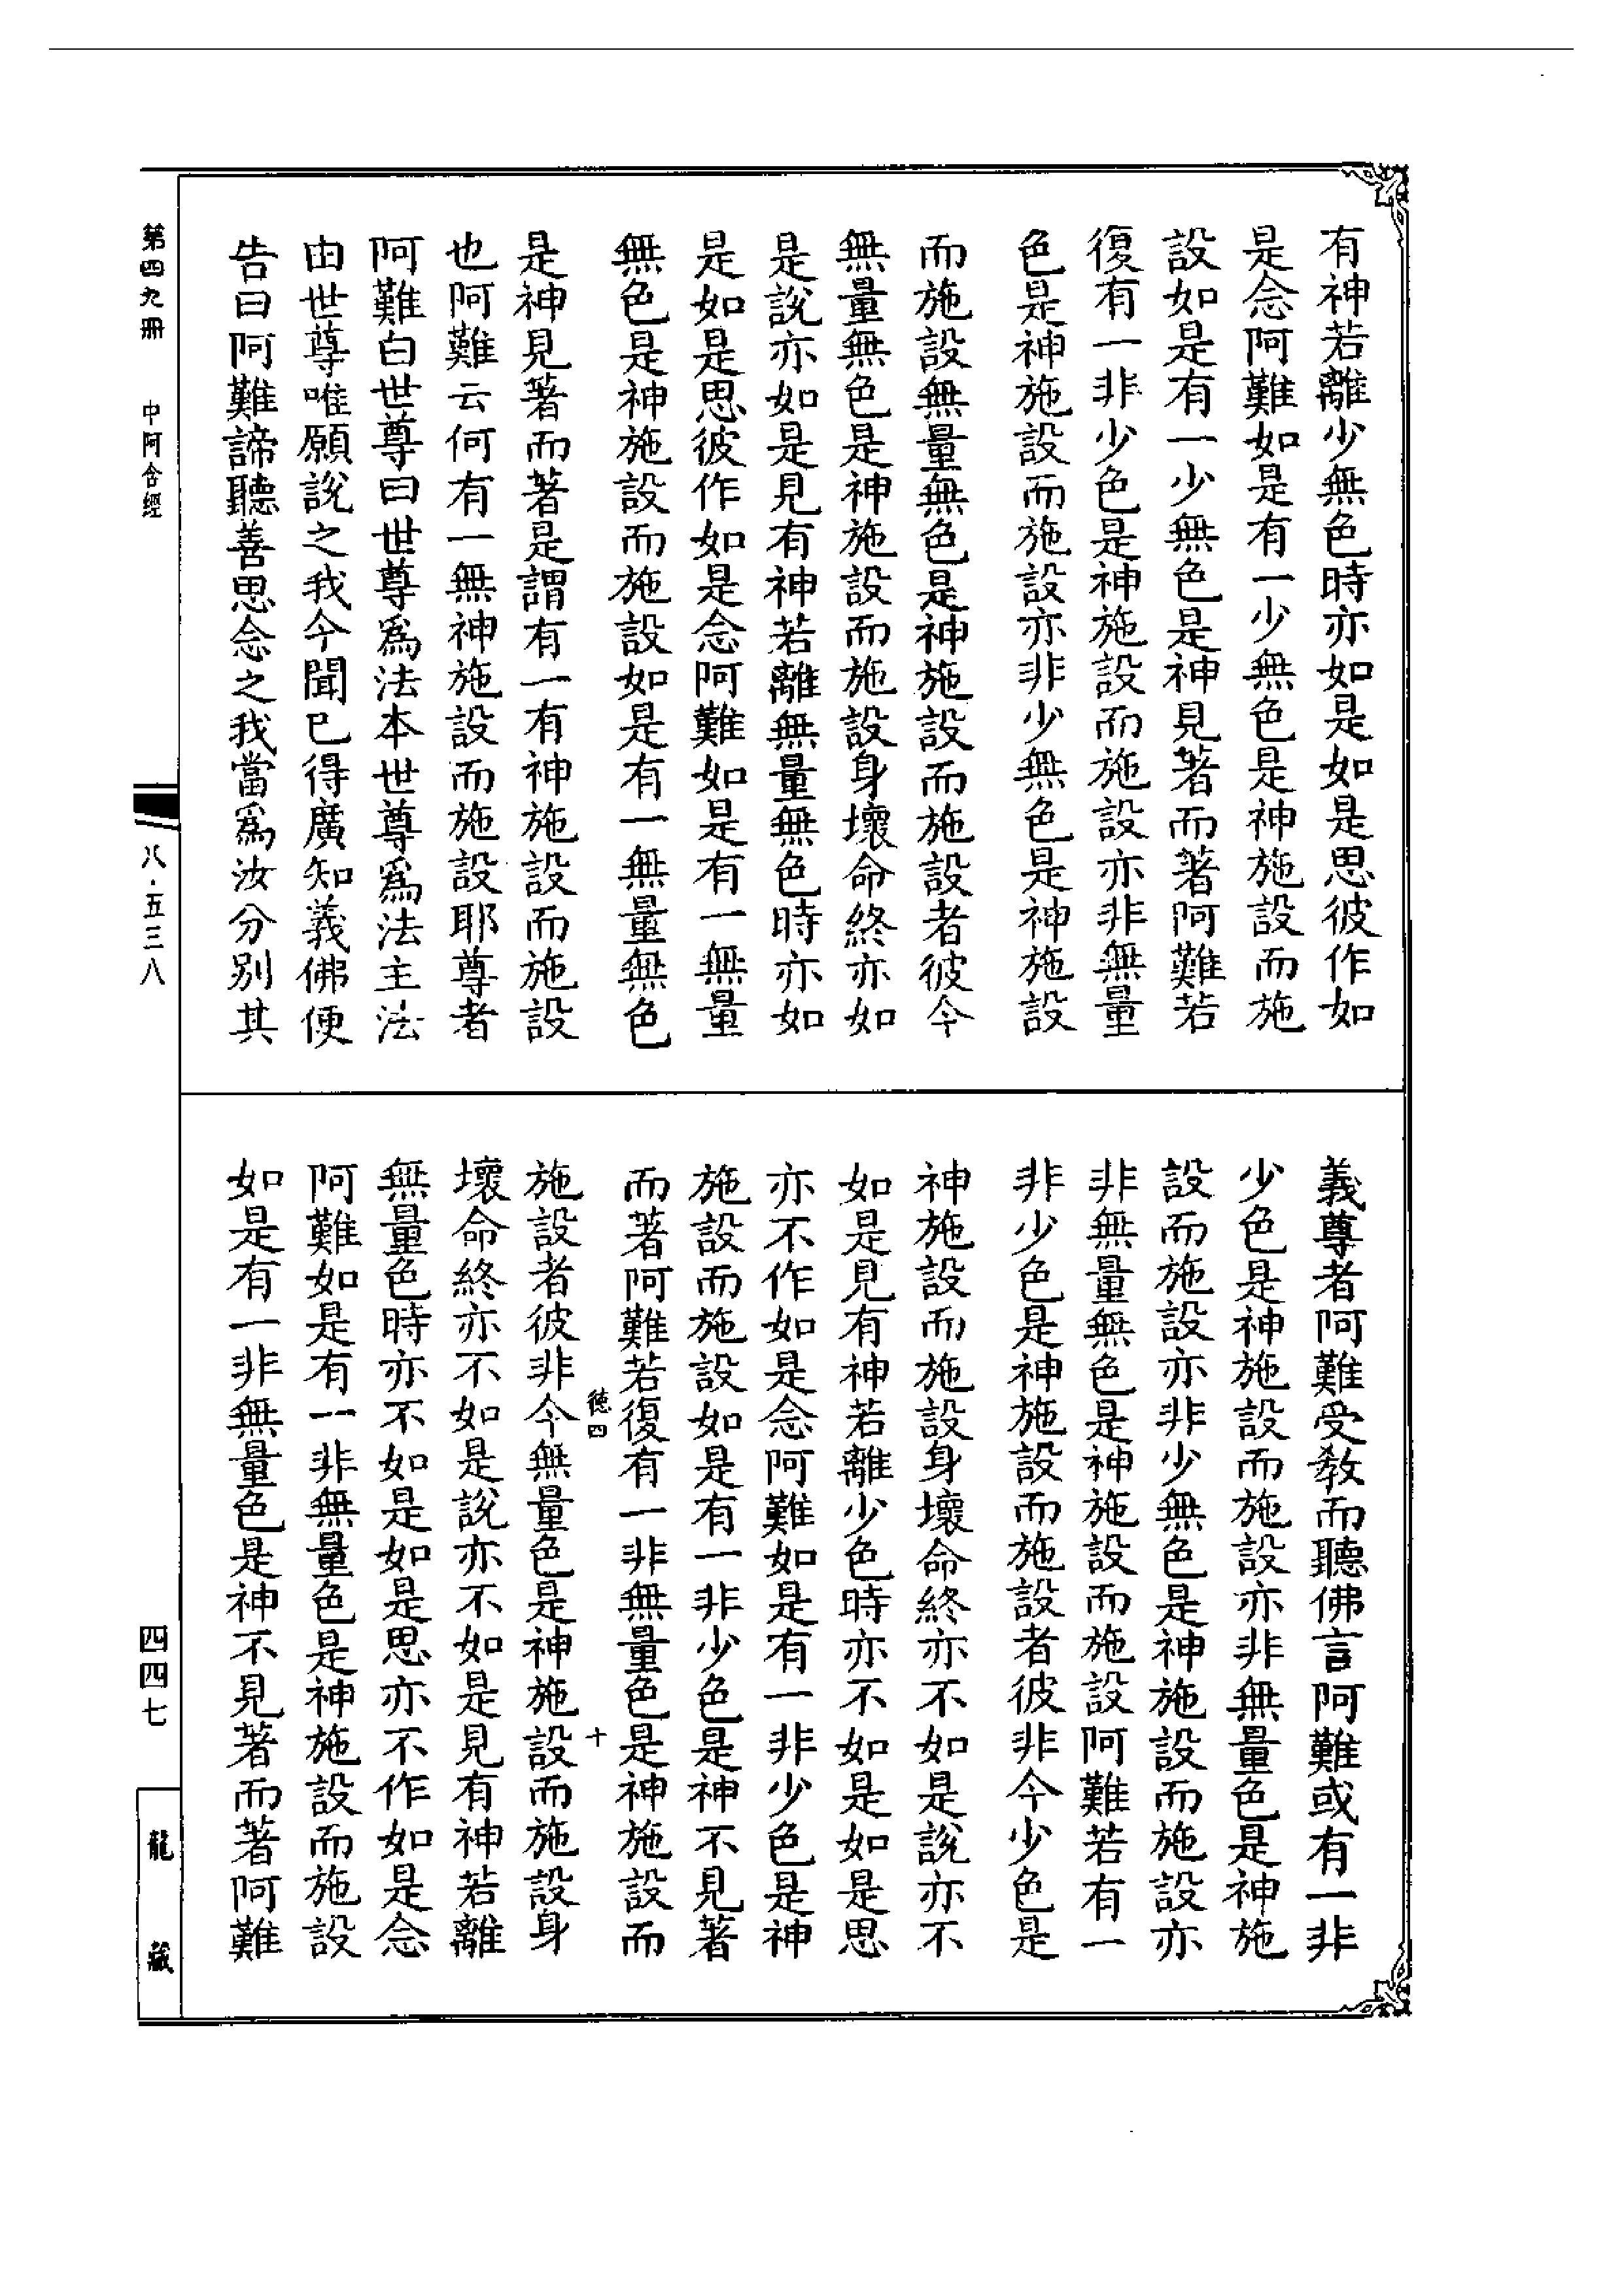 有神若離少無色時亦如是如是思彼作如
是念阿難如是有一少無色是神施設而施
設如是有一少無色是神見著而著阿難若
復有一非少色是神施設而施設亦非無量
色是神施設而施設亦非少無色是神施設
而施設無量無色是神施設而施設者彼今
無量無色是神施設而施設身壞命終亦如
是說亦如是見有神若離無量無色時亦如
是如是思彼作如是念阿難如是有一無量
無色是神施設而施設如是有一無量無色
是神見著而著是謂有一有神施設而施設
也阿難云何有一無神施設而施設耶尊者
阿難白世尊曰世尊為法本世尊為法主法
由世尊唯願說之我今聞已得廣知義佛便
告曰阿難諦聽善思念之我當為汝分別其
義尊者阿難受教而聽佛言阿難或有一非
少色是神施設而施設亦非無量色是神施
設而施設亦非少無色是神施設而施設亦
非無量無色是神施設而施設阿難若有一
非少色是神施設而施設者彼非今少色是
神施設而施設身壞命終亦不如是說亦不
如是見有神若離少色時亦不如是如是思
亦不作如是念阿難如是有一非少色是神
施設而施設如是有一非少色是神不見著
而著阿難若復有一非無量色是神施設而
德四 十
施設者彼非今無量色是神施設而施設身
壞命終亦不如是說亦不如是見有神若離
無量色時亦不如是如是思亦不作如是念
阿難如是有一非無量色是神施設而施設
如是有一非無量色是神不見著而著阿難
第四九冊 中阿含經 八·五三八 四四七 龍藏